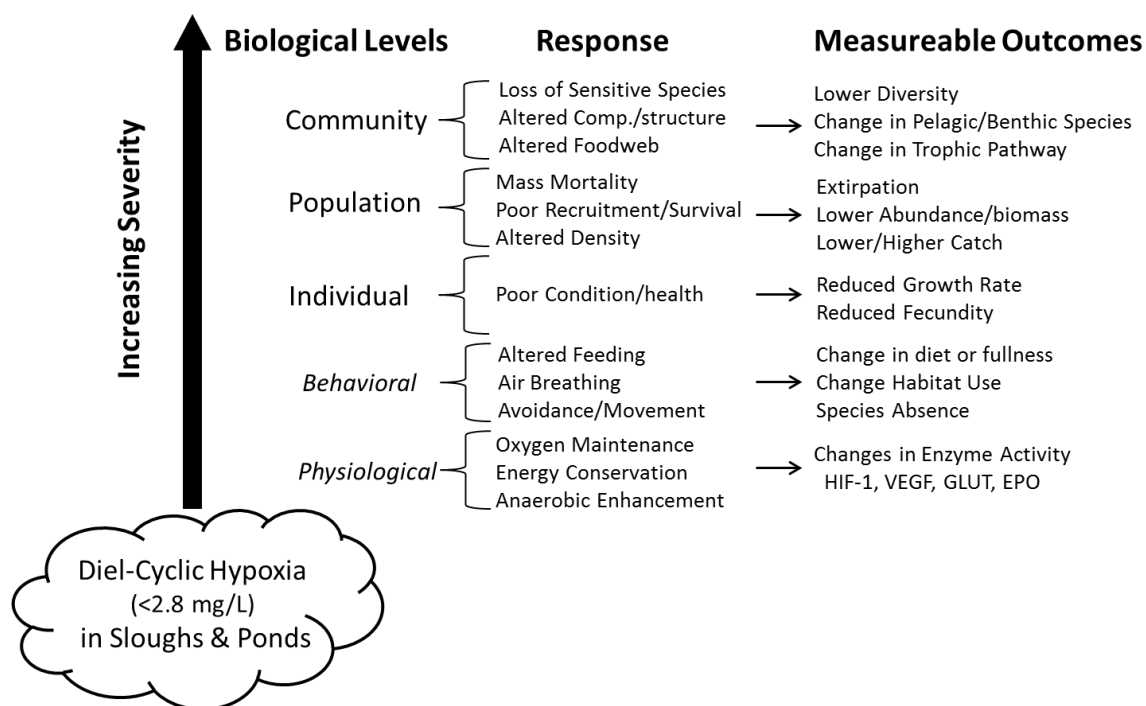 Biological Levels
Response
Measureable Outcomes
Increasing Severity
Community
Loss of Sensitive Species
Altered Comp./structure
Altered Foodweb
Lower Diversity
Change in Pelagic/Benthic Species
Change in Trophic Pathway
Population
Mass Mortality
Poor Recruitment/Survival
Altered Density
Extirpation
Lower Abundance/biomass
Lower/Higher Catch
Individual
Poor Condition/health
Reduced Growth Rate
Reduced Fecundity
Behavioral
Altered Feeding
Air Breathing
Avoidance/Movement
Change in diet or fullness
Change Habitat Use
Species Absence
Physiological
Oxygen Maintenance
Energy Conservation
Anaerobic Enhancement
Changes in Enzyme Activity
HIF-1, VEGF, GLUT, EPO
Diel-Cyclic Hypoxia
(<2.8 mg/L)
in Sloughs & Ponds